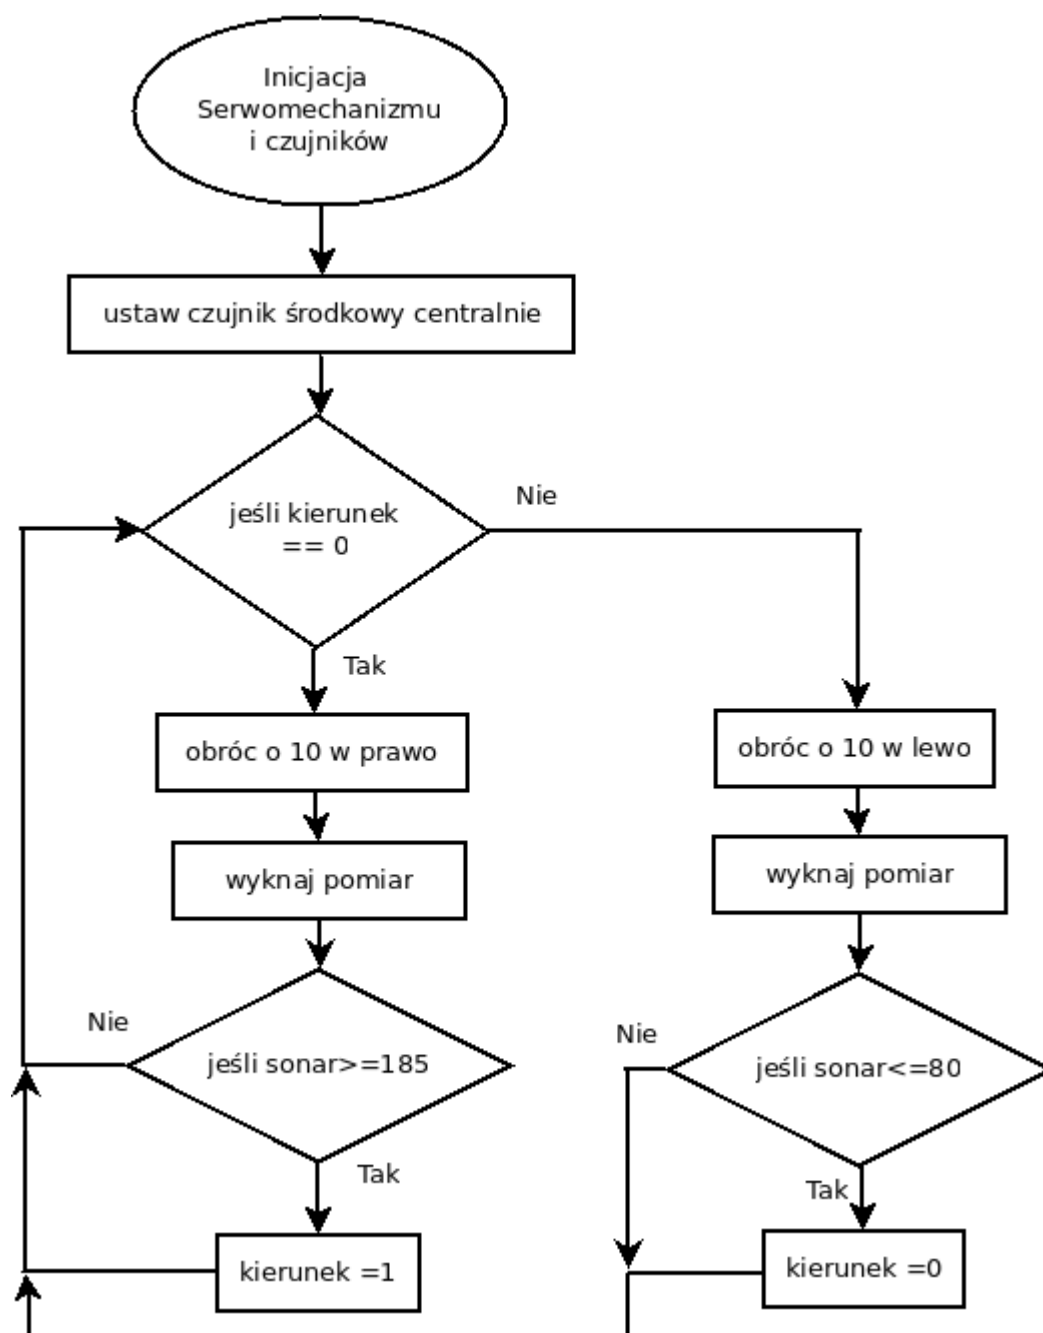 Inicjacja
Serwomechanizmu
i czujników
ustaw czujnik środkowy centralnie
jeśli kierunek
== 0
Nie
Tak
obróc o 10 w prawo
wyknaj pomiar
Nie
jeśli sonar>=185
Tak
kierunek =1
obróc o 10 w lewo
wyknaj pomiar
Nie
jeśli sonar<=80
Tak
kierunek =0